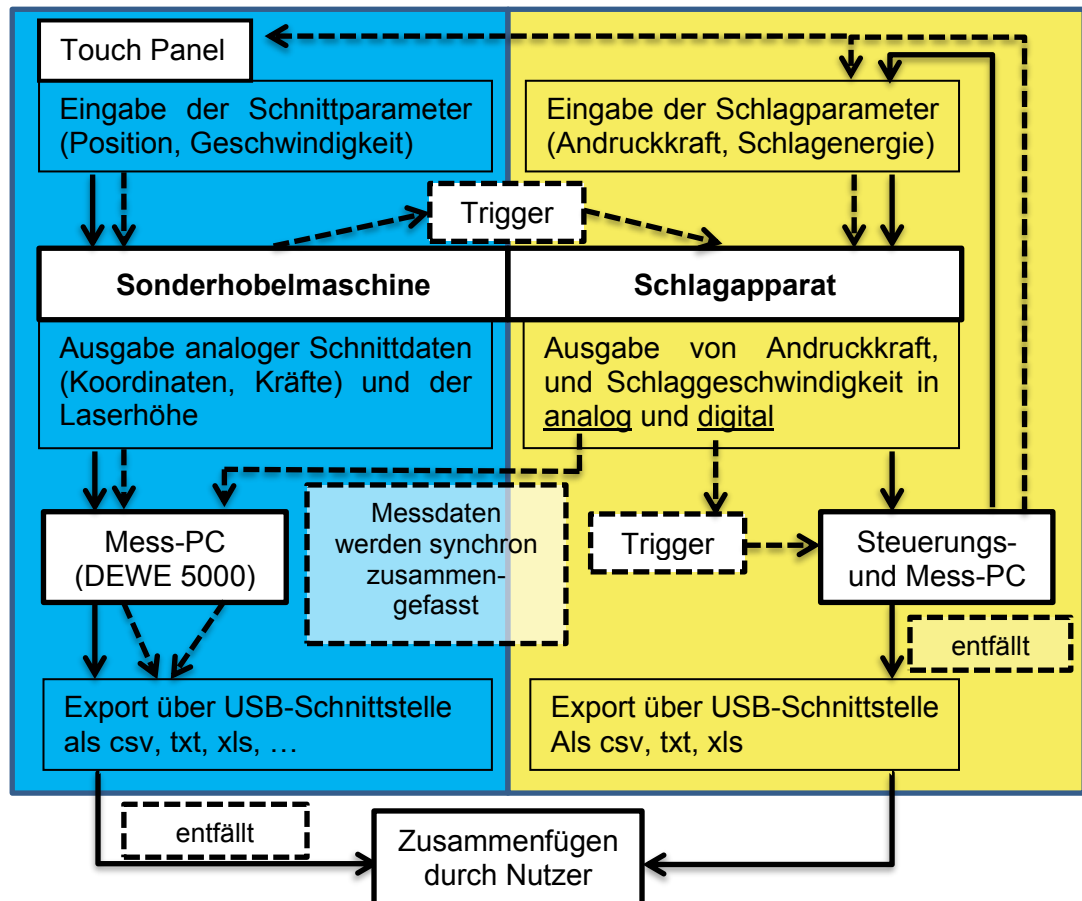 Touch Panel
Eingabe der Schnittparameter
(Position, Geschwindigkeit)
Eingabe der Schlagparameter
(Andruckkraft, Schlagenergie)
Trigger
Sonderhobelmaschine
Schlagapparat
Ausgabe analoger Schnittdaten
(Koordinaten, Kräfte) und der
Laserhöhe
Ausgabe von Andruckkraft,
und Schlaggeschwindigkeit in
analog und digital
Mess-PC
(DEWE 5000)
Messdaten
werden synchron
zusammen-
gefasst
Trigger
Steuerungs-
und Mess-PC
entfällt
Export über USB-Schnittstelle
als csv, txt, xls, …
Export über USB-Schnittstelle
Als csv, txt, xls
entfällt
Zusammenfügen
durch Nutzer